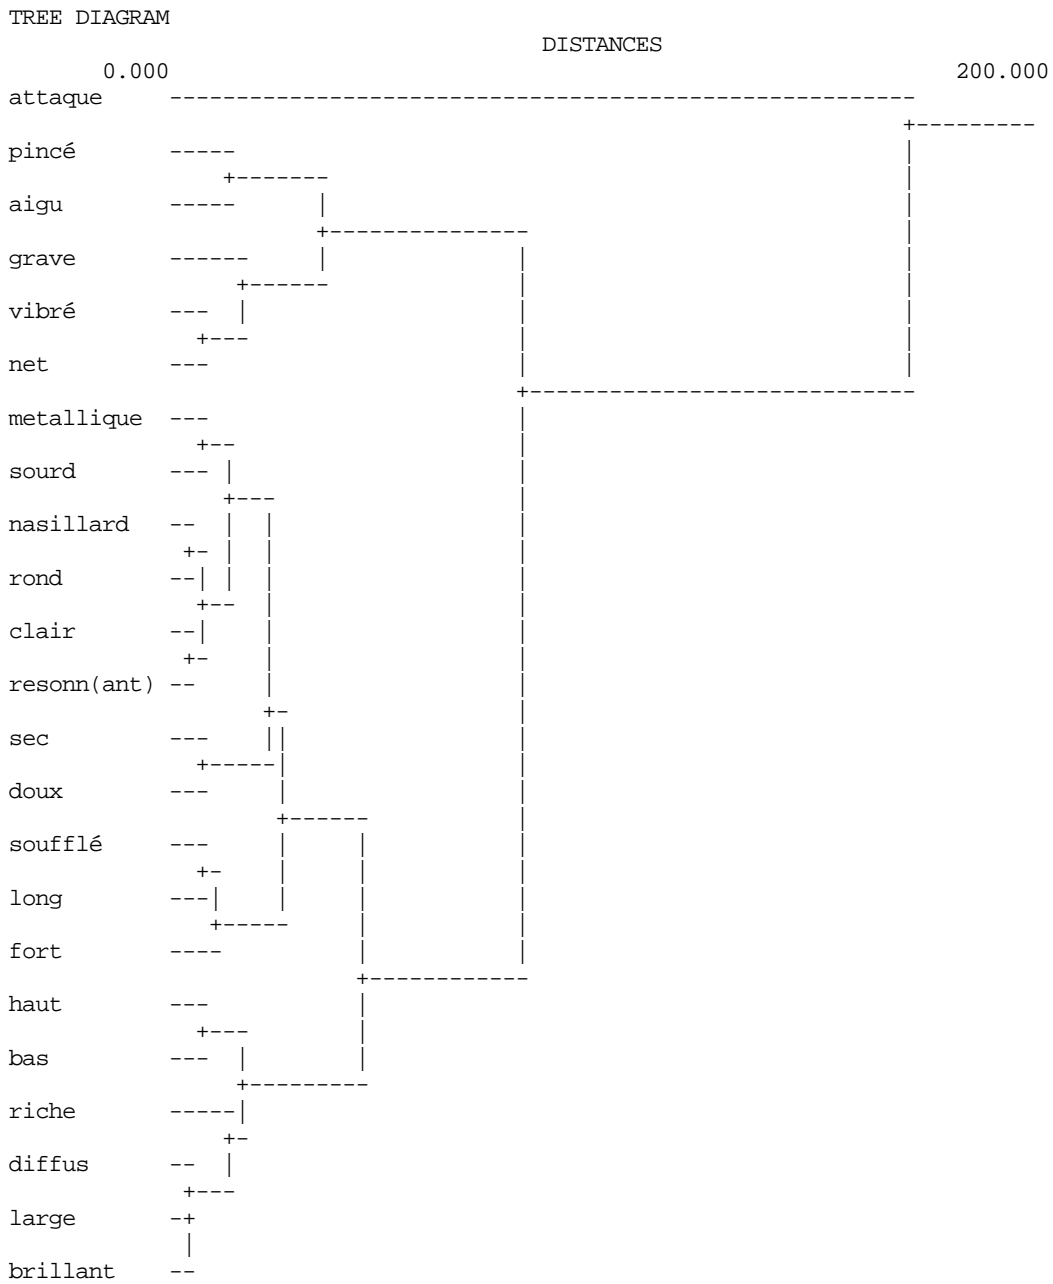 TREE DIAGRAM
DISTANCES
0.000 200.000
attaque
pincé
aigu
grave
vibré
net
metallique
sourd
nasillard
rond
clair
resonn(ant)
sec
doux
soufflé
long
fort
haut
bas
riche
diffus
large
brillant